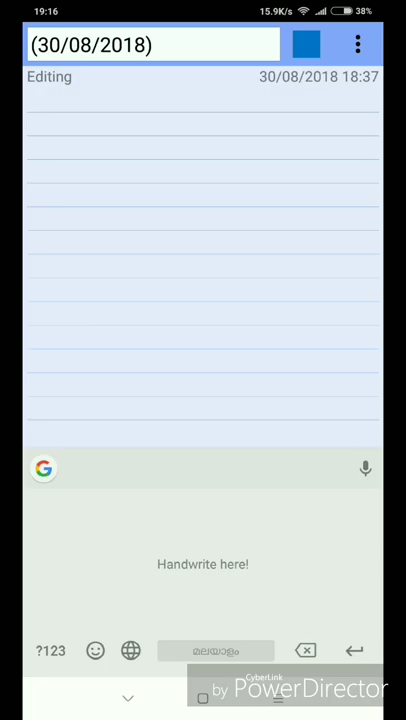 19:16 15.9K/s 38%
(30/08/2018)
Editing 30/08/2018 18:37
Handwrite here!
?123 മലയാളം
CyberLink
by PowerDirector